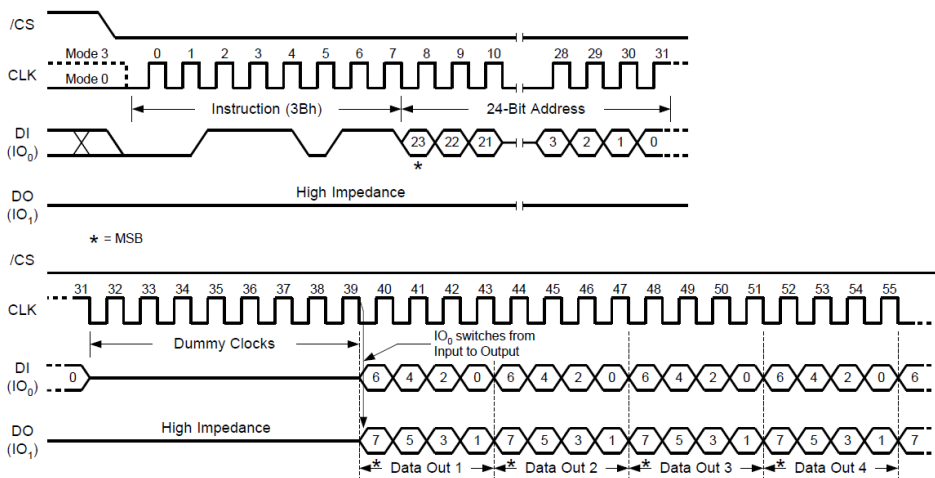 /CS
Mode 3 0 1 2 3 4 5 6 7 8 9 10 28 29 30 31
CLK
Mode 0
Instruction (3Bh) 24-Bit Address
DI
(IO0) 23 22 21 3 2 1 0
*
High Impedance
DO
(IO1)
* = MSB
/CS
31 32 33 34 35 36 37 38 39 40 41 42 43 44 45 46 47 48 49 50 51 52 53 54 55
CLK
Dummy Clocks
IO0 switches from
Input to Output
DI
(IO0) 0 6 4 2 0 6 4 2 0 6 4 2 0 6 4 2 0 6
High Impedance
DO
(IO1) 7 5 3 1 7 5 3 1 7 5 3 1 7 5 3 1 7
* Data Out 1 * Data Out 2 * Data Out 3 * Data Out 4